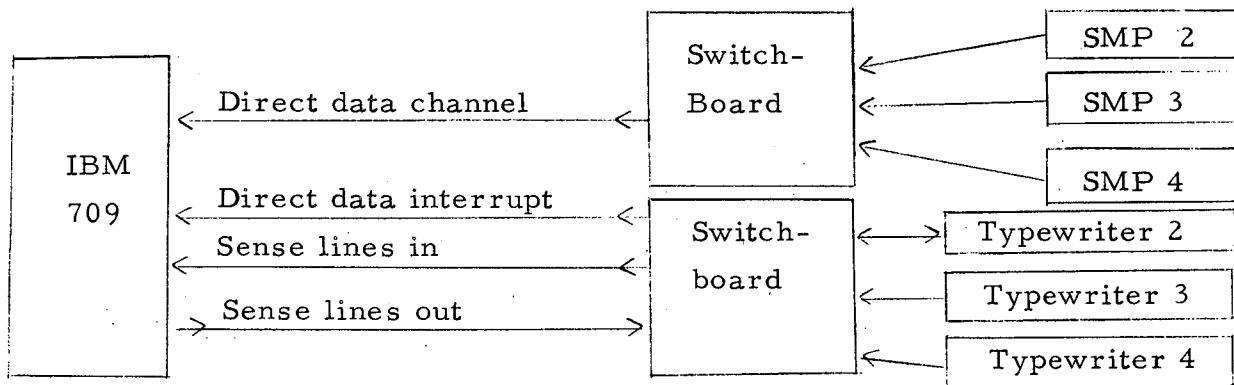 IBM
709
Direct data channel
Direct data interrupt
Sense lines in
Sense lines out
Switch-
Board
Switch-
board
SMP 2
SMP 3
SMP 4
Typewriter 2
Typewriter 3
Typewriter 4